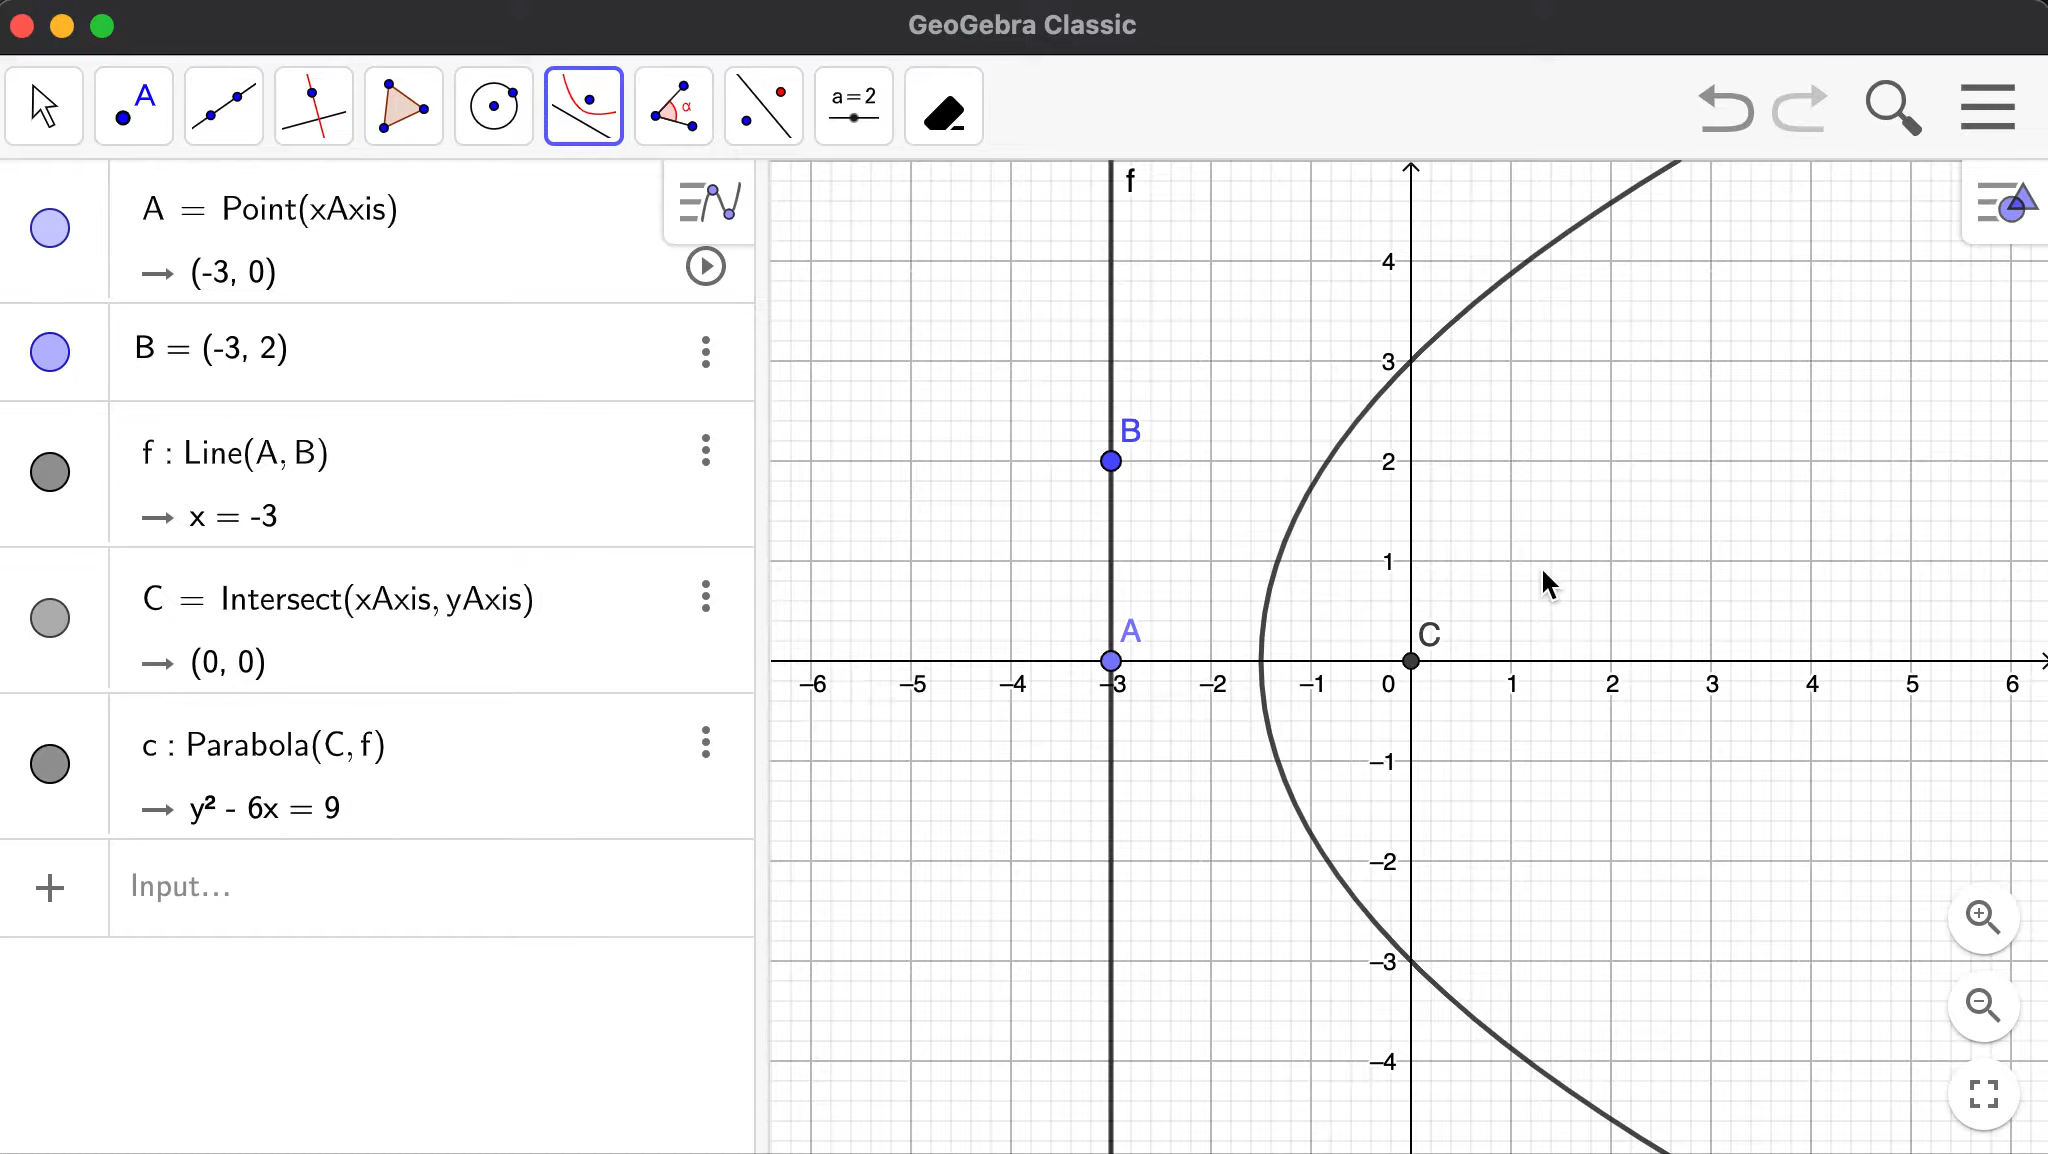 GeoGebra Classic
A
α
a=2
A = Point(xAxis)
→ (-3, 0)
B = (-3, 2)
f : Line(A, B)
→ x = -3
C = Intersect(xAxis, yAxis)
→ (0, 0)
c : Parabola(C, f)
→ y² - 6x = 9
+ Input...
f
4
3
B
2
1
A
C
–6 –5 –4 –3 –2 –1 0 1 2 3 4 5 6
–1
–2
–3
–4